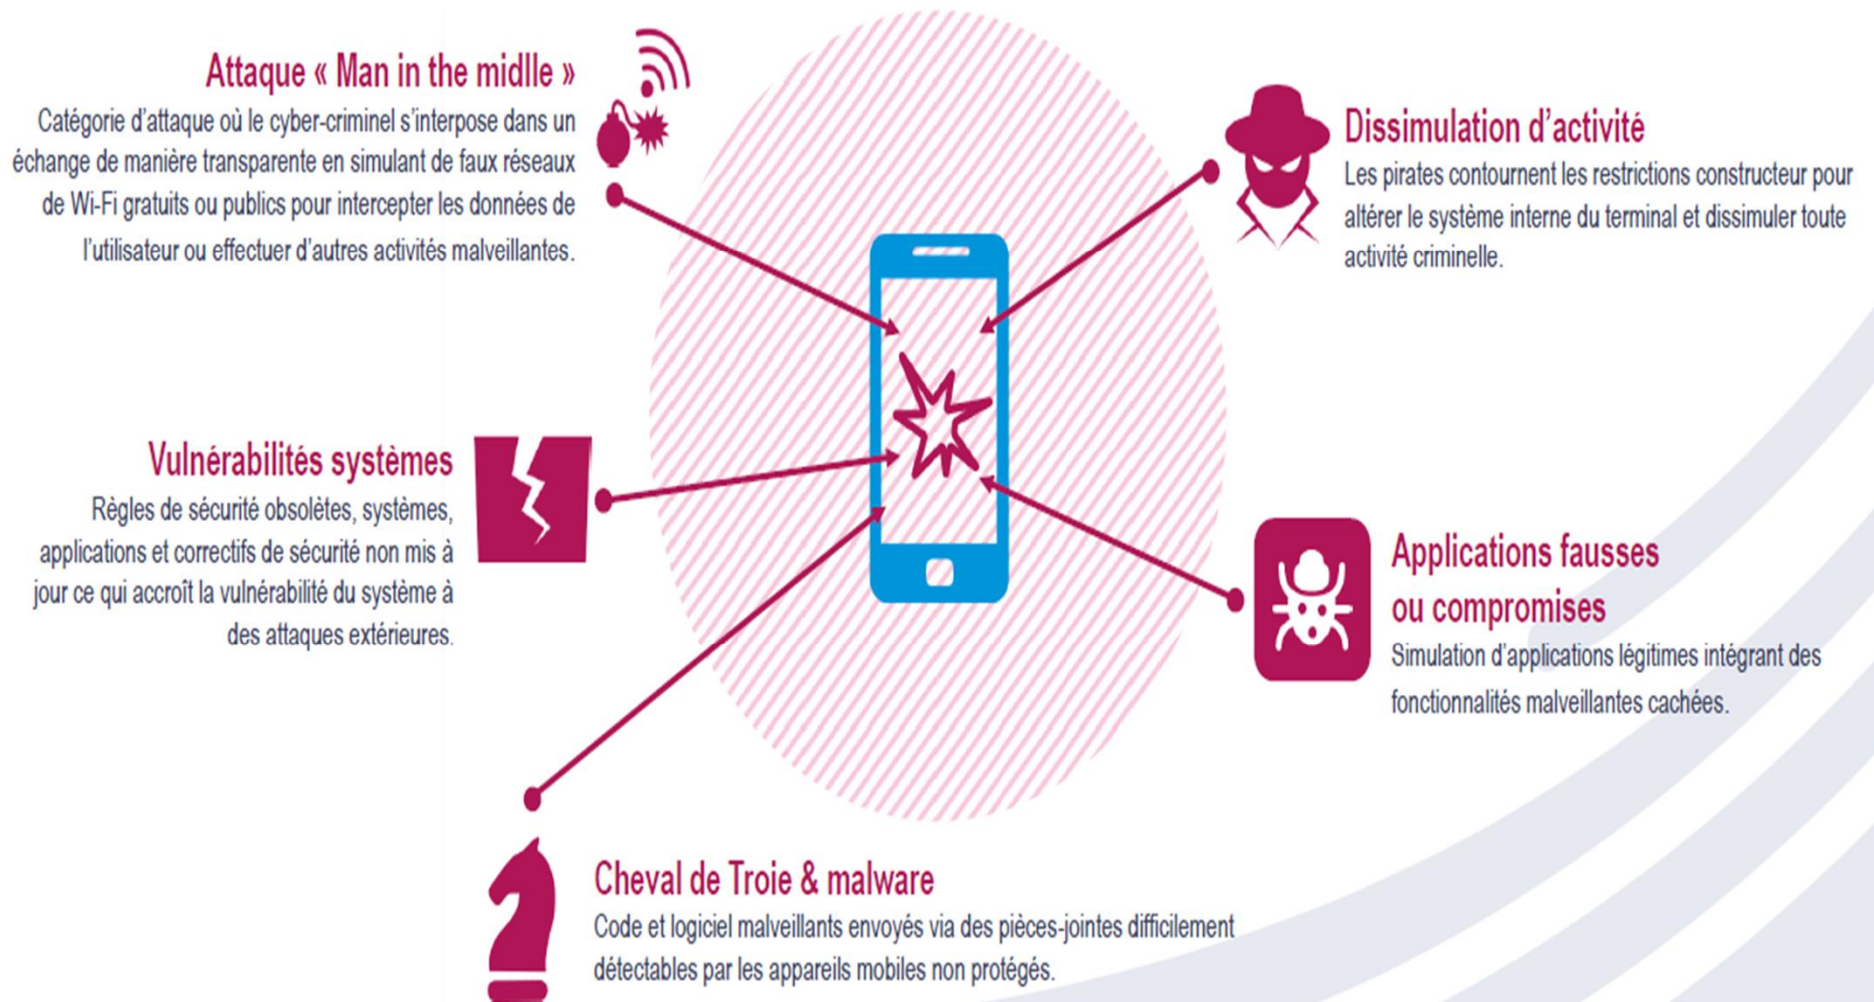 Attaque « Man in the midlle »
Catégorie d'attaque où le cyber-criminel s'interpose dans un
échange de manière transparente en simulant de faux réseaux
de Wi-Fi gratuits ou publics pour intercepter les données de
l'utilisateur ou effectuer d'autres activités malveillantes.
Dissimulation d'activité
Les pirates contournent les restrictions constructeur pour
altérer le système interne du terminal et dissimuler toute
activité criminelle.
Vulnérabilités systèmes
Règles de sécurité obsolètes, systèmes,
applications et correctifs de sécurité non mis à
jour ce qui accroît la vulnérabilité du système à
des attaques extérieures.
Applications fausses
ou compromises
Simulation d'applications légitimes intégrant des
fonctionnalités malveillantes cachées.
Cheval de Troie & malware
Code et logiciel malveillants envoyés via des pièces-jointes difficilement
détectables par les appareils mobiles non protégés.